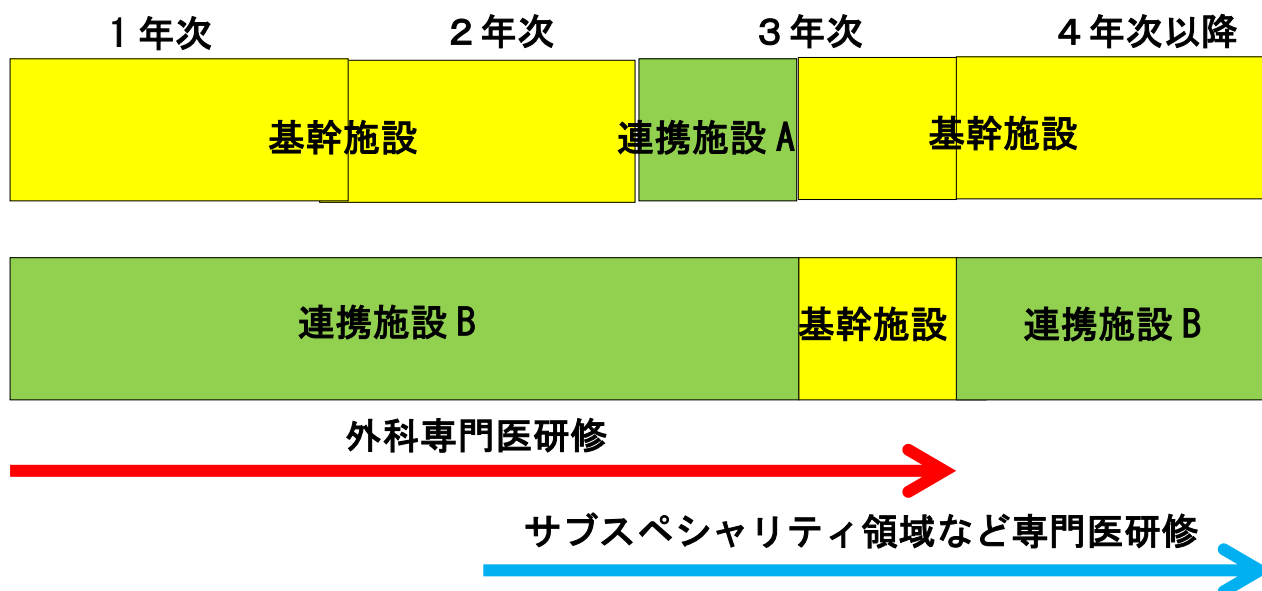 1年次 2年次 3年次 4年次以降
基幹施設 連携施設A 基幹施設
連携施設B 基幹施設 連携施設B
外科専門医研修
サブスペシャリティ領域など専門医研修